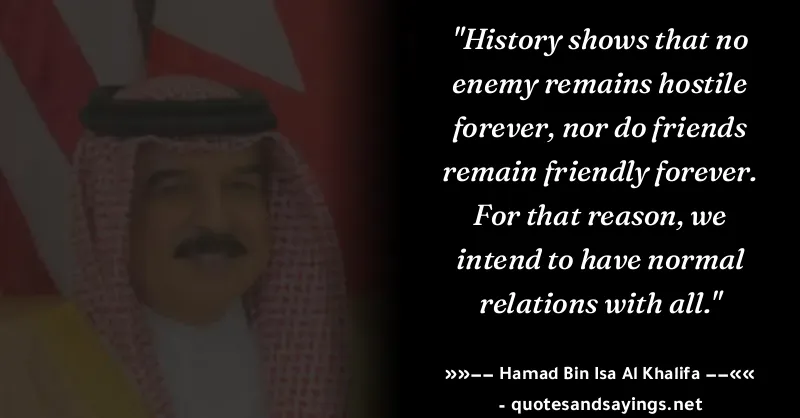 "History shows that no
enemy remains hostile
forever, nor do friends
remain friendly forever.
For that reason, we
intend to have normal
relations with all."
»»−− Hamad Bin Isa Al Khalifa −−««
- quotesandsayings.net